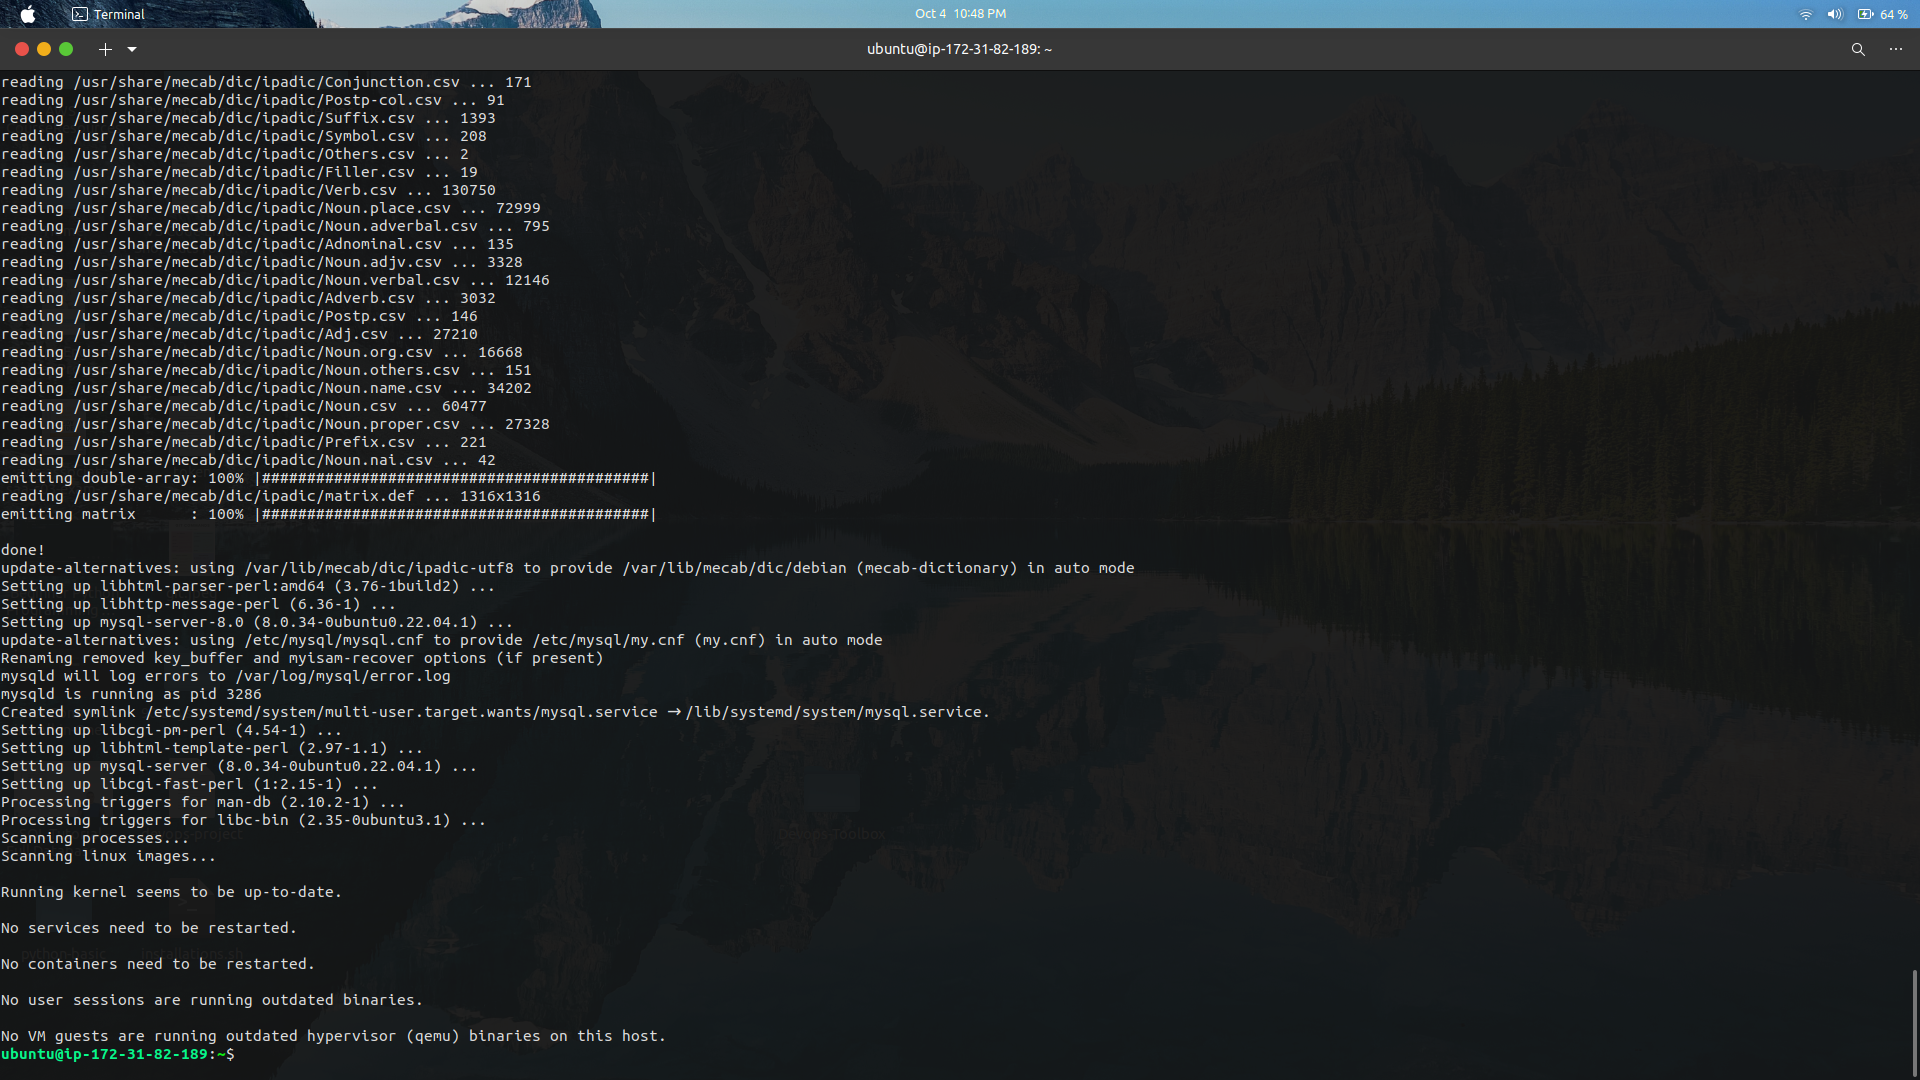 Terminal
Oct 4 10:48 PM
64 %
ubuntu@ip-172-31-82-189: ~
reading /usr/share/mecab/dic/ipadic/Conjunction.csv ... 171
reading /usr/share/mecab/dic/ipadic/Postp-col.csv ... 91
reading /usr/share/mecab/dic/ipadic/Suffix.csv ... 1393
reading /usr/share/mecab/dic/ipadic/Symbol.csv ... 208
reading /usr/share/mecab/dic/ipadic/Others.csv ... 2
reading /usr/share/mecab/dic/ipadic/Filler.csv ... 19
reading /usr/share/mecab/dic/ipadic/Verb.csv ... 130750
reading /usr/share/mecab/dic/ipadic/Noun.place.csv ... 72999
reading /usr/share/mecab/dic/ipadic/Noun.adverbal.csv ... 795
reading /usr/share/mecab/dic/ipadic/Adnominal.csv ... 135
reading /usr/share/mecab/dic/ipadic/Noun.adjv.csv ... 3328
reading /usr/share/mecab/dic/ipadic/Noun.verbal.csv ... 12146
reading /usr/share/mecab/dic/ipadic/Adverb.csv ... 3032
reading /usr/share/mecab/dic/ipadic/Postp.csv ... 146
reading /usr/share/mecab/dic/ipadic/Adj.csv ... 27210
reading /usr/share/mecab/dic/ipadic/Noun.org.csv ... 16668
reading /usr/share/mecab/dic/ipadic/Noun.others.csv ... 151
reading /usr/share/mecab/dic/ipadic/Noun.name.csv ... 34202
reading /usr/share/mecab/dic/ipadic/Noun.csv ... 60477
reading /usr/share/mecab/dic/ipadic/Noun.proper.csv ... 27328
reading /usr/share/mecab/dic/ipadic/Prefix.csv ... 221
reading /usr/share/mecab/dic/ipadic/Noun.nai.csv ... 42
emitting double-array: 100% |###########################################|
reading /usr/share/mecab/dic/ipadic/matrix.def ... 1316x1316
emitting matrix      : 100% |###########################################|
done!
update-alternatives: using /var/lib/mecab/dic/ipadic-utf8 to provide /var/lib/mecab/dic/debian (mecab-dictionary) in auto mode
Setting up libhtml-parser-perl:amd64 (3.76-1build2) ...
Setting up libhttp-message-perl (6.36-1) ...
Setting up mysql-server-8.0 (8.0.34-0ubuntu0.22.04.1) ...
update-alternatives: using /etc/mysql/mysql.cnf to provide /etc/mysql/my.cnf (my.cnf) in auto mode
Renaming removed key_buffer and myisam-recover options (if present)
mysqld will log errors to /var/log/mysql/error.log
mysqld is running as pid 3286
Created symlink /etc/systemd/system/multi-user.target.wants/mysql.service → /lib/systemd/system/mysql.service.
Setting up libcgi-pm-perl (4.54-1) ...
Setting up libhtml-template-perl (2.97-1.1) ...
Setting up mysql-server (8.0.34-0ubuntu0.22.04.1) ...
Setting up libcgi-fast-perl (1:2.15-1) ...
Processing triggers for man-db (2.10.2-1) ...
Processing triggers for libc-bin (2.35-0ubuntu3.1) ...
Scanning processes...
Scanning linux images...
Running kernel seems to be up-to-date.
No services need to be restarted.
No containers need to be restarted.
No user sessions are running outdated binaries.
No VM guests are running outdated hypervisor (qemu) binaries on this host.
ubuntu@ip-172-31-82-189:~$